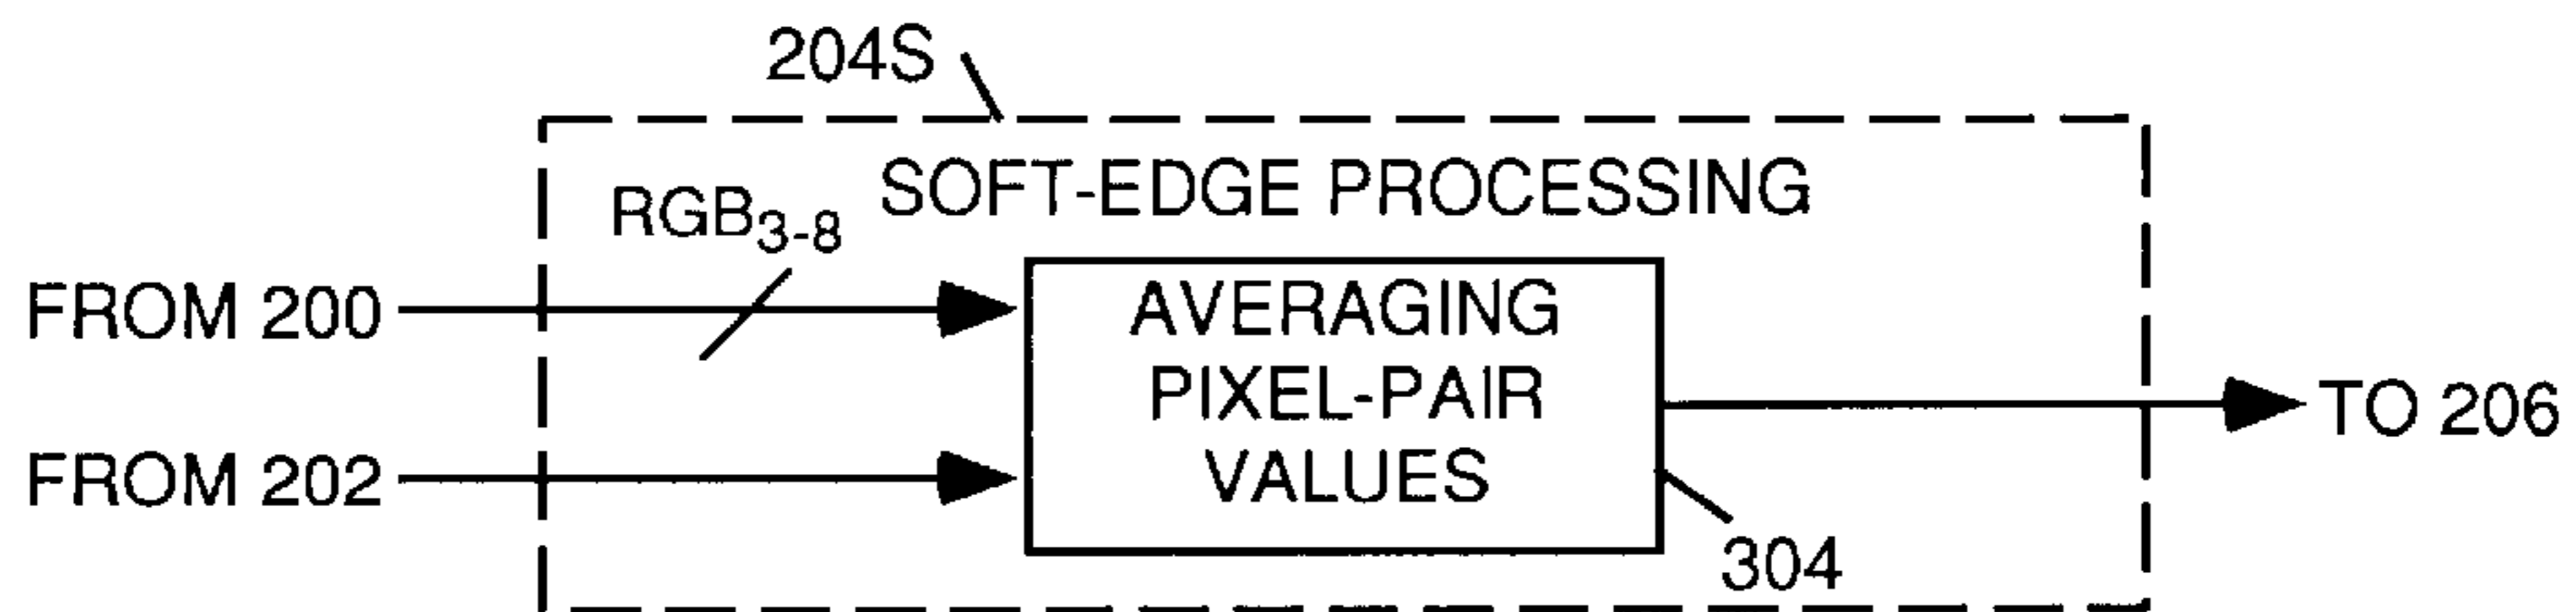 204S
SOFT-EDGE PROCESSING
RGB3-8
FROM 200
AVERAGING
PIXEL-PAIR
VALUES
TO 206
FROM 202
304